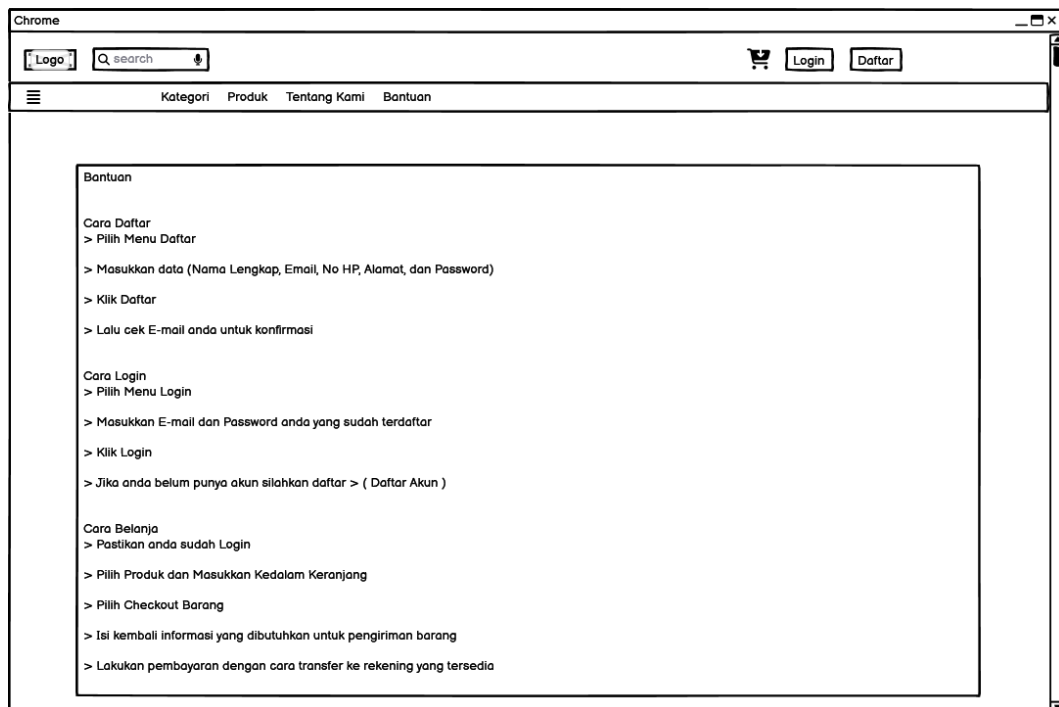 Chrome
Logo
search
Login
Daftar
Kategori Produk Tentang Kami Bantuan
Bantuan
Cara Daftar
> Pilih Menu Daftar
> Masukkan data (Nama Lengkap, Email, No HP, Alamat, dan Password)
> Klik Daftar
> Lalu cek E-mail anda untuk konfirmasi
Cara Login
> Pilih Menu Login
> Masukkan E-mail dan Password anda yang sudah terdaftar
> Klik Login
> Jika anda belum punya akun silahkan daftar > ( Daftar Akun )
Cara Belanja
> Pastikan anda sudah Login
> Pilih Produk dan Masukkan Kedalam Keranjang
> Pilih Checkout Barang
> Isi kembali informasi yang dibutuhkan untuk pengiriman barang
> Lakukan pembayaran dengan cara transfer ke rekening yang tersedia